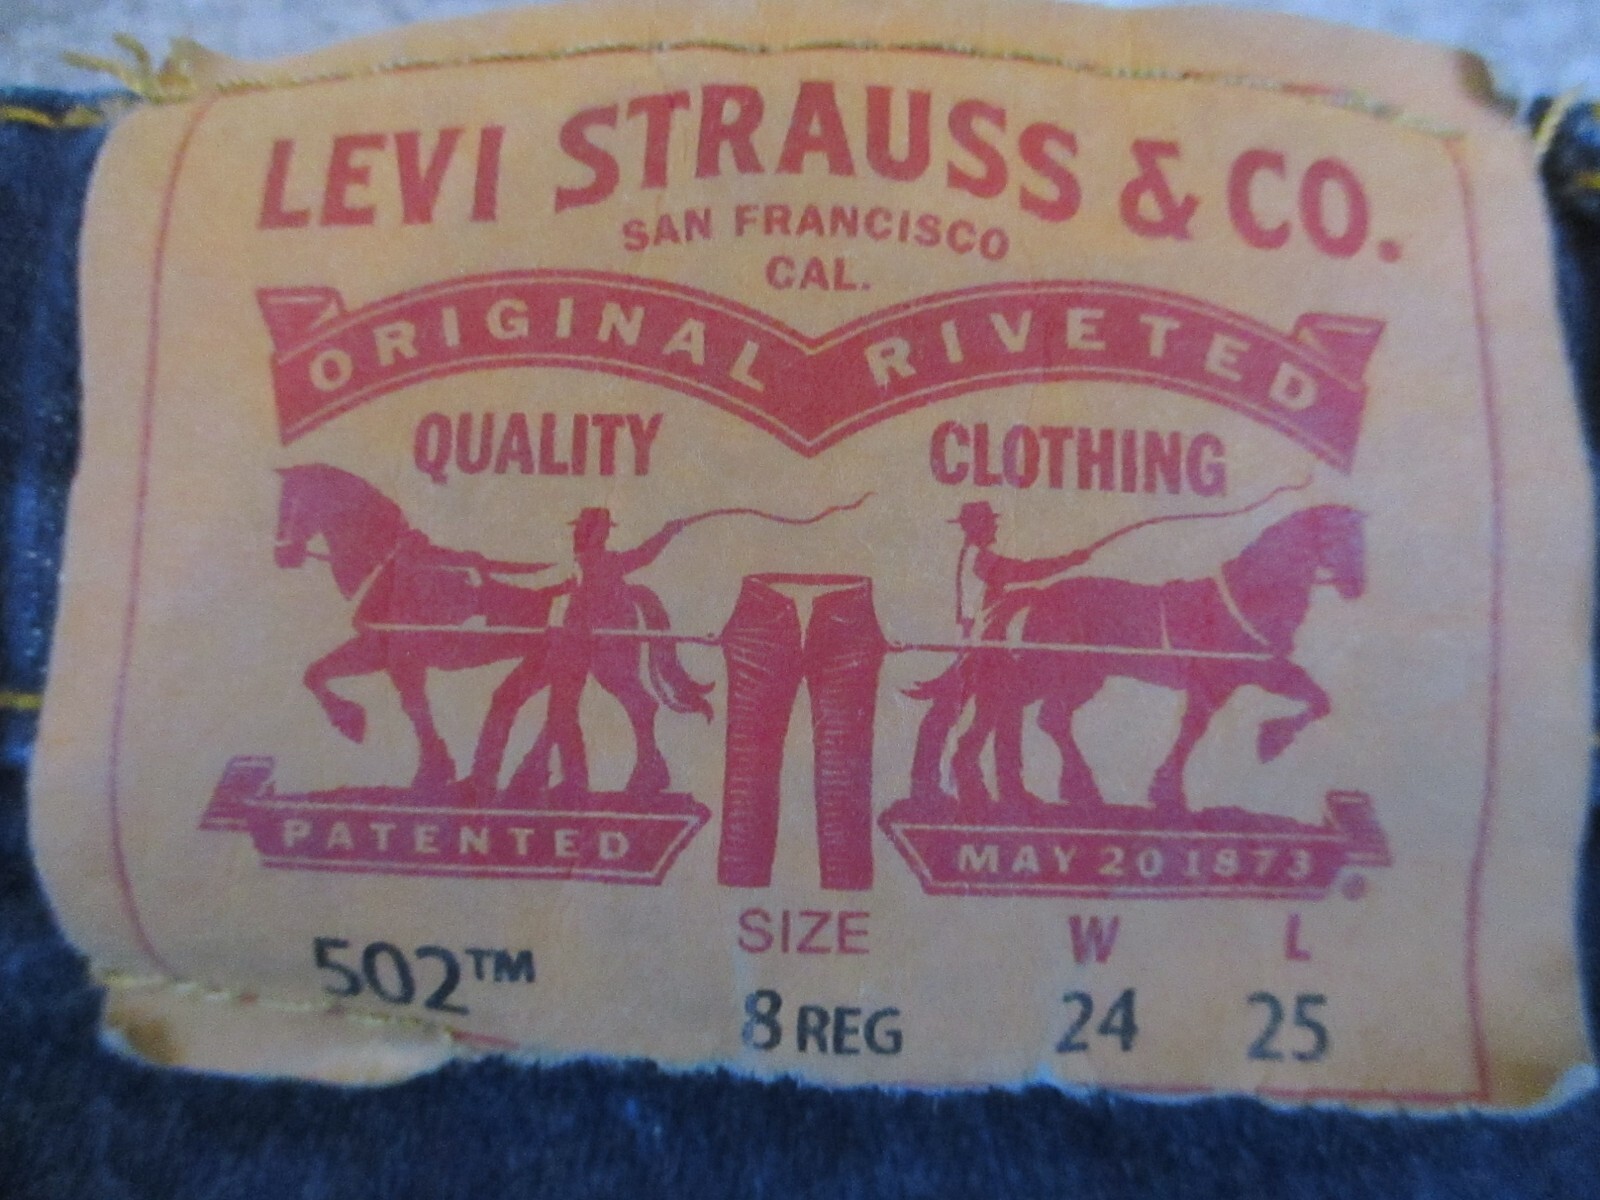 LEVI STRAUSS & CO.
SAN FRANCISCO
CAL.
ORIGINAL RIVETED
QUALITY CLOTHING
PATENTED MAY 20 1873
SIZE W L
502™ 8 REG 24 25